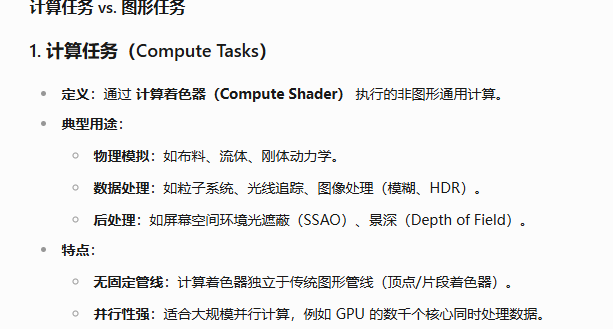 计算任务 vs. 图形任务
1. 计算任务（Compute Tasks）
定义：通过 计算着色器（Compute Shader） 执行的非图形通用计算。
典型用途：
物理模拟：如布料、流体、刚体动力学。
数据处理：如粒子系统、光线追踪、图像处理（模糊、HDR）。
后处理：如屏幕空间环境光遮蔽（SSAO）、景深（Depth of Field）。
特点：
无固定管线：计算着色器独立于传统图形管线（顶点/片段着色器）。
并行性强：适合大规模并行计算，例如 GPU 的数千个核心同时处理数据。